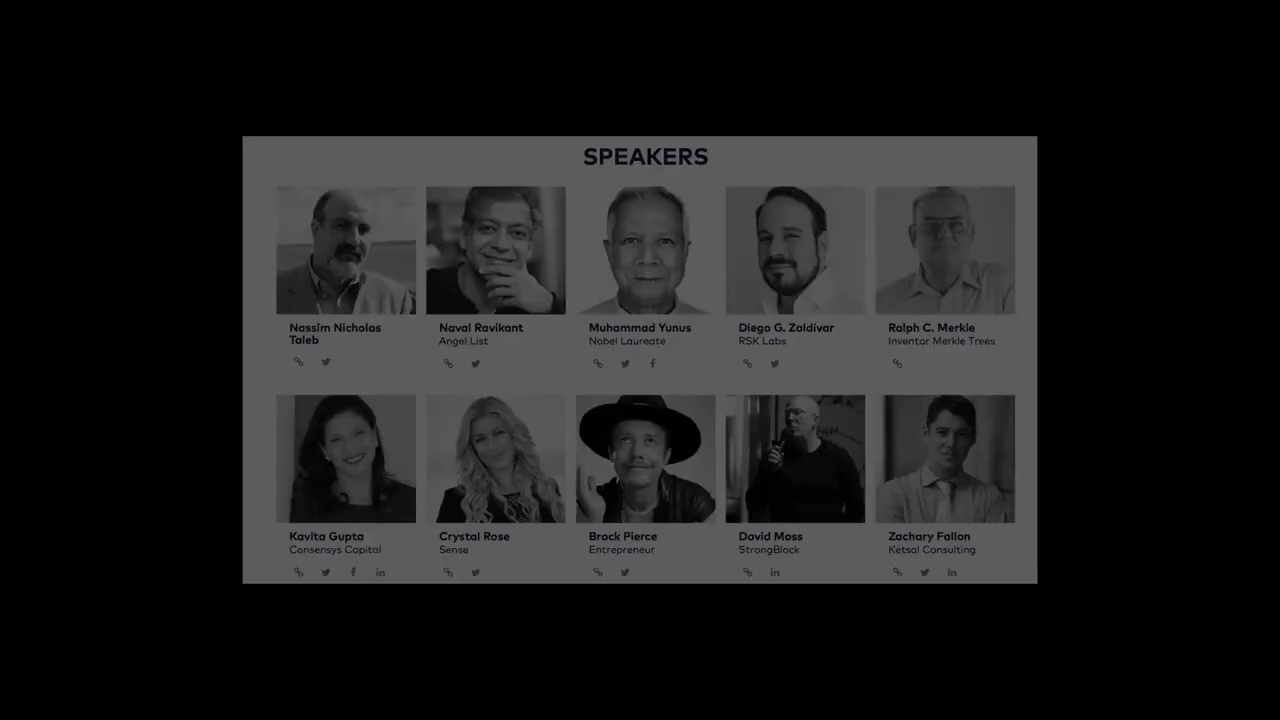 SPEAKERS
Nassim Nicholas
Taleb
Naval Ravikant
Angel List
Muhammad Yunus
Nobel Laureate
Diego G. Zaldívar
RSK Labs
Ralph C. Merkle
Inventor Merkle Trees
Kavita Gupta
Consensys Capital
Crystal Rose
Sense
Brock Pierce
Entrepreneur
David Moss
StrongBlock
Zachary Fallon
Ketsal Consulting